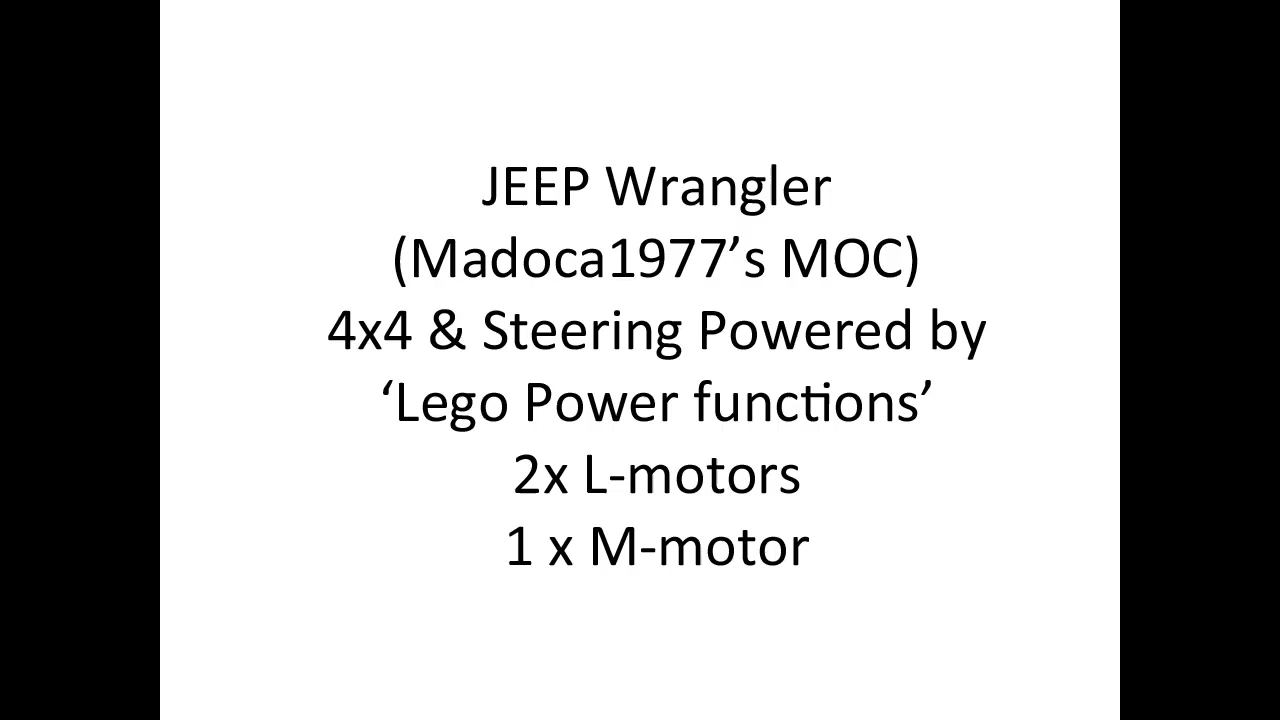 JEEP Wrangler
(Madoca1977’s MOC)
4x4 & Steering Powered by
‘Lego Power functions’
2x L-motors
1 x M-motor